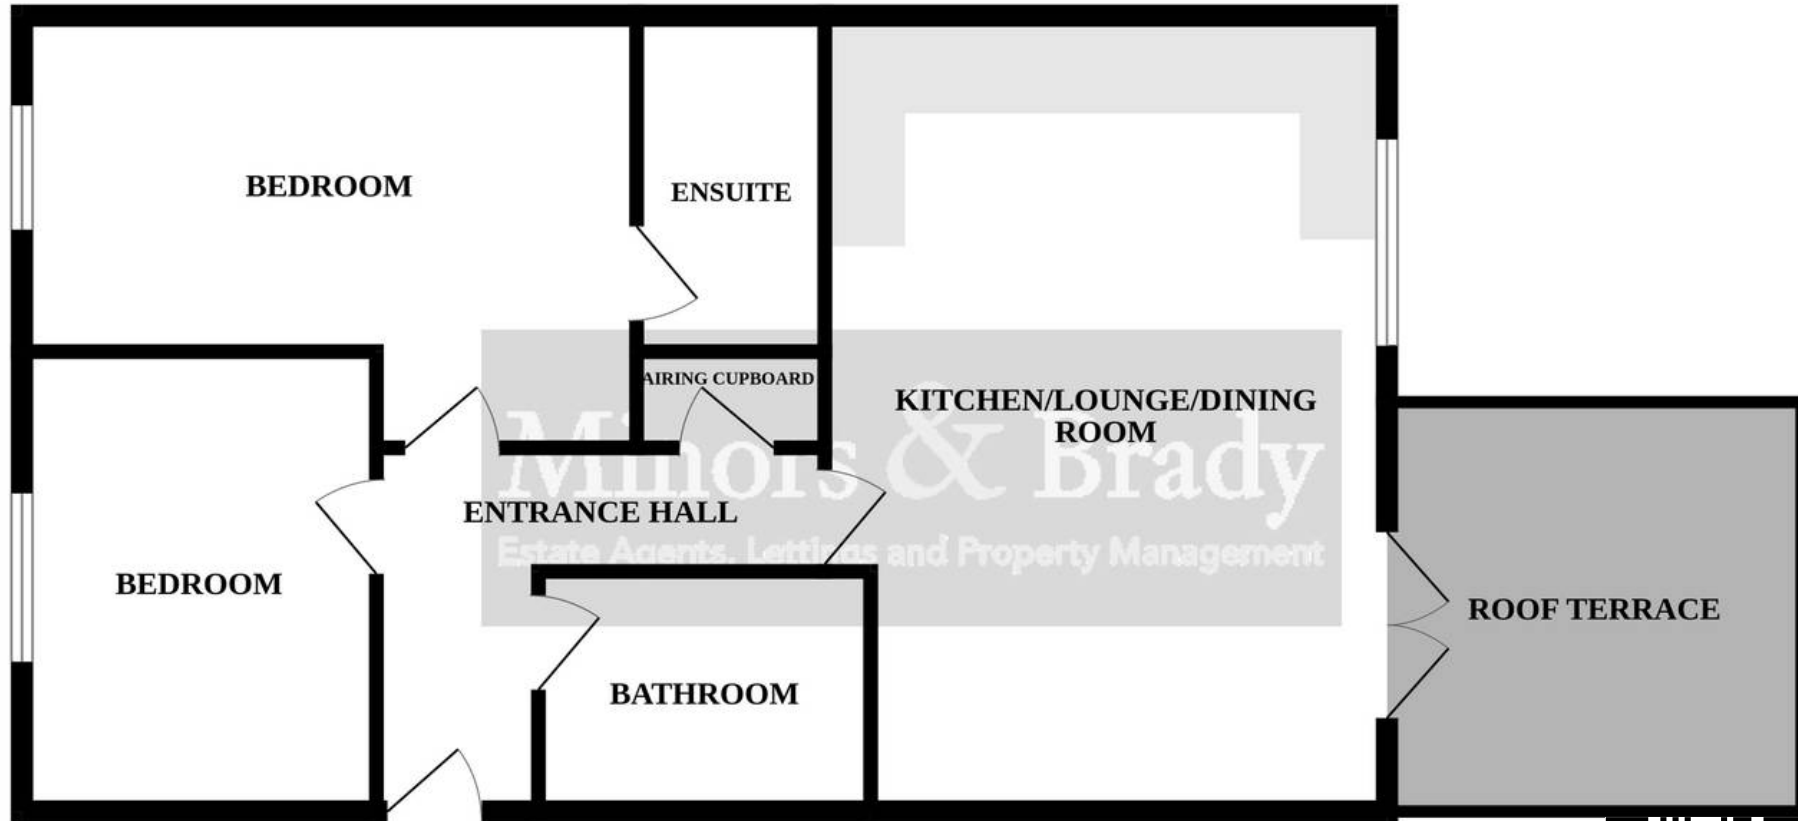 BEDROOM
ENSUITE
AIRING CUPBOARD
KITCHEN/LOUNGE/DINING
ROOM
Minors & Brady
ENTRANCE HALL
Estate Agents, Lettings and Property Management
BEDROOM
ROOF TERRACE
BATHROOM